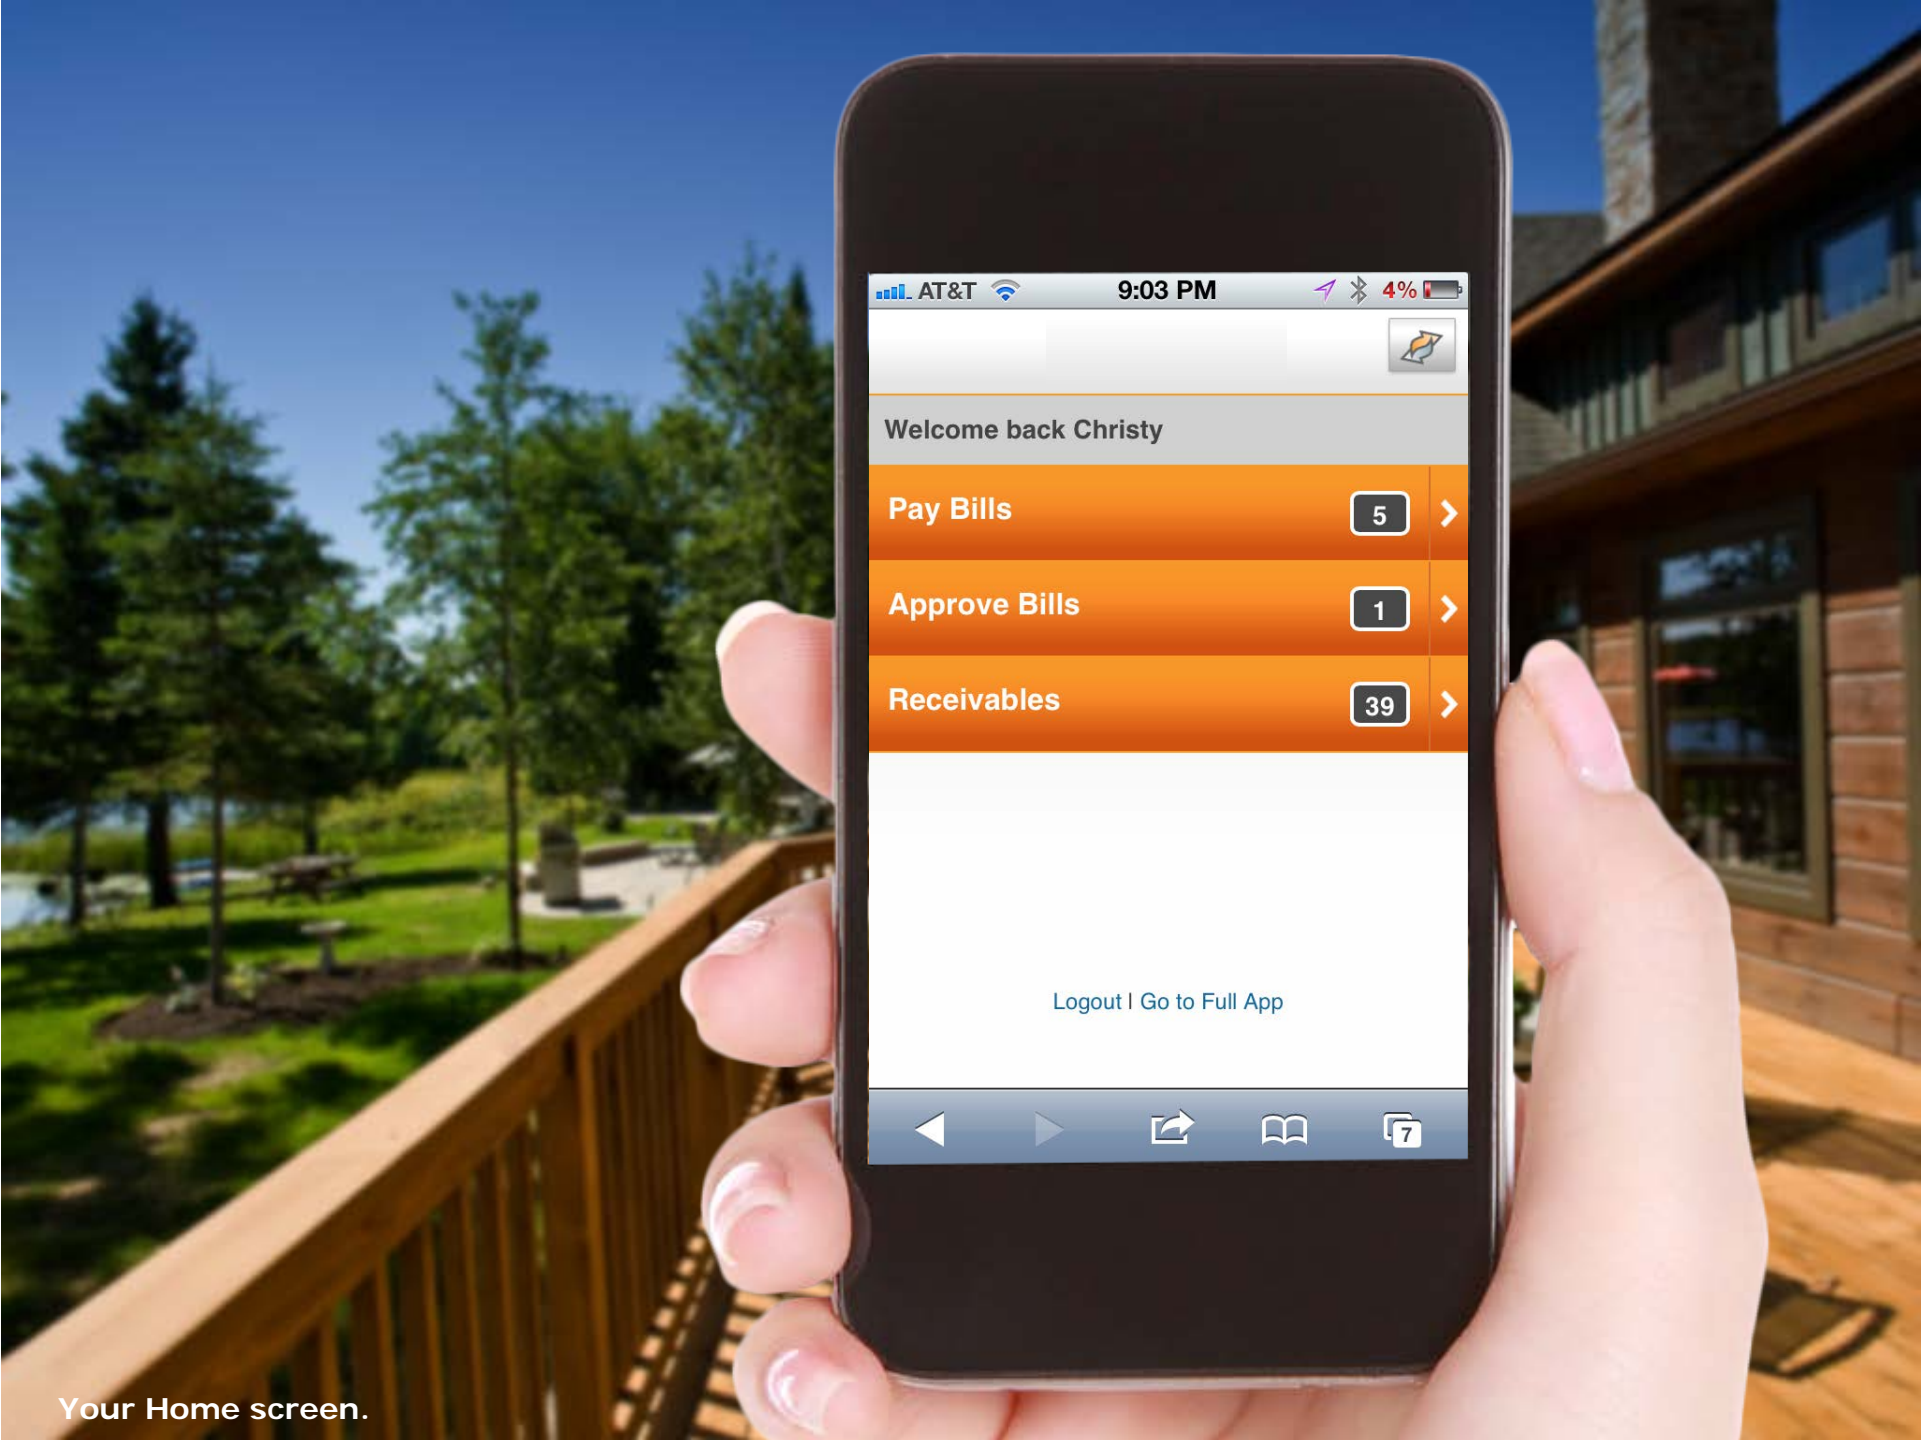 AT&T 9:03 PM 4%
Welcome back Christy
Pay Bills 5
Approve Bills 1
Receivables 39
Logout | Go to Full App
7
Your Home screen.